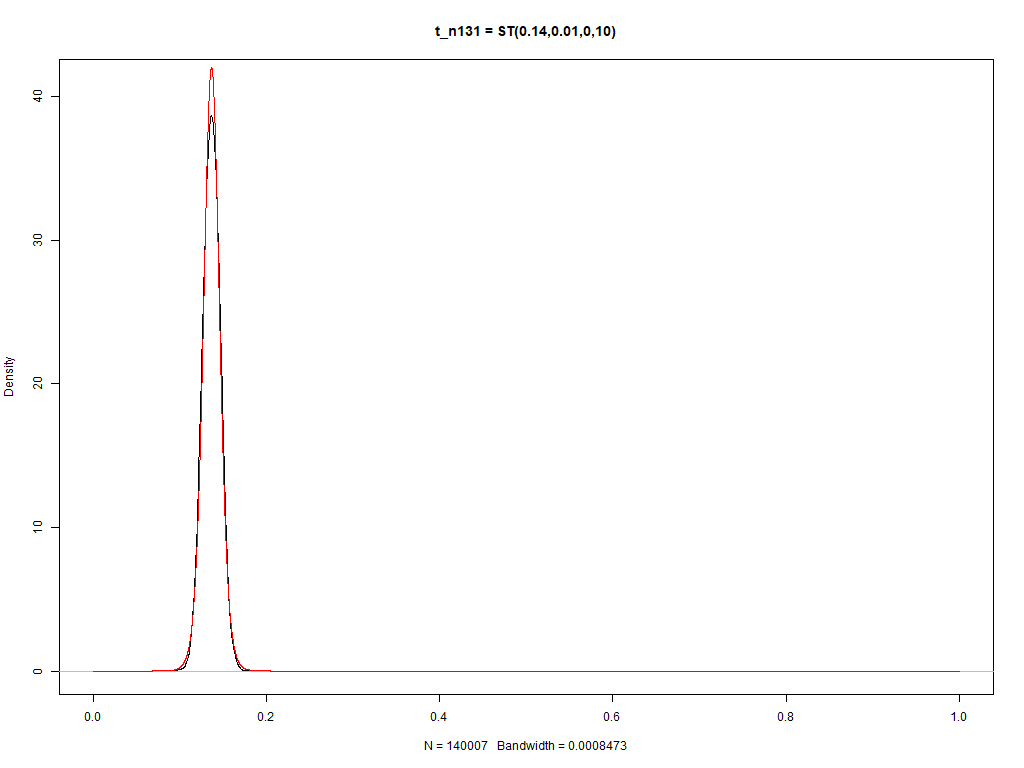 t_n131 = ST(0.14,0.01,0,10)
Density
40
30
20
10
0
0.0 0.2 0.4 0.6 0.8 1.0
N = 140007 Bandwidth = 0.0008473